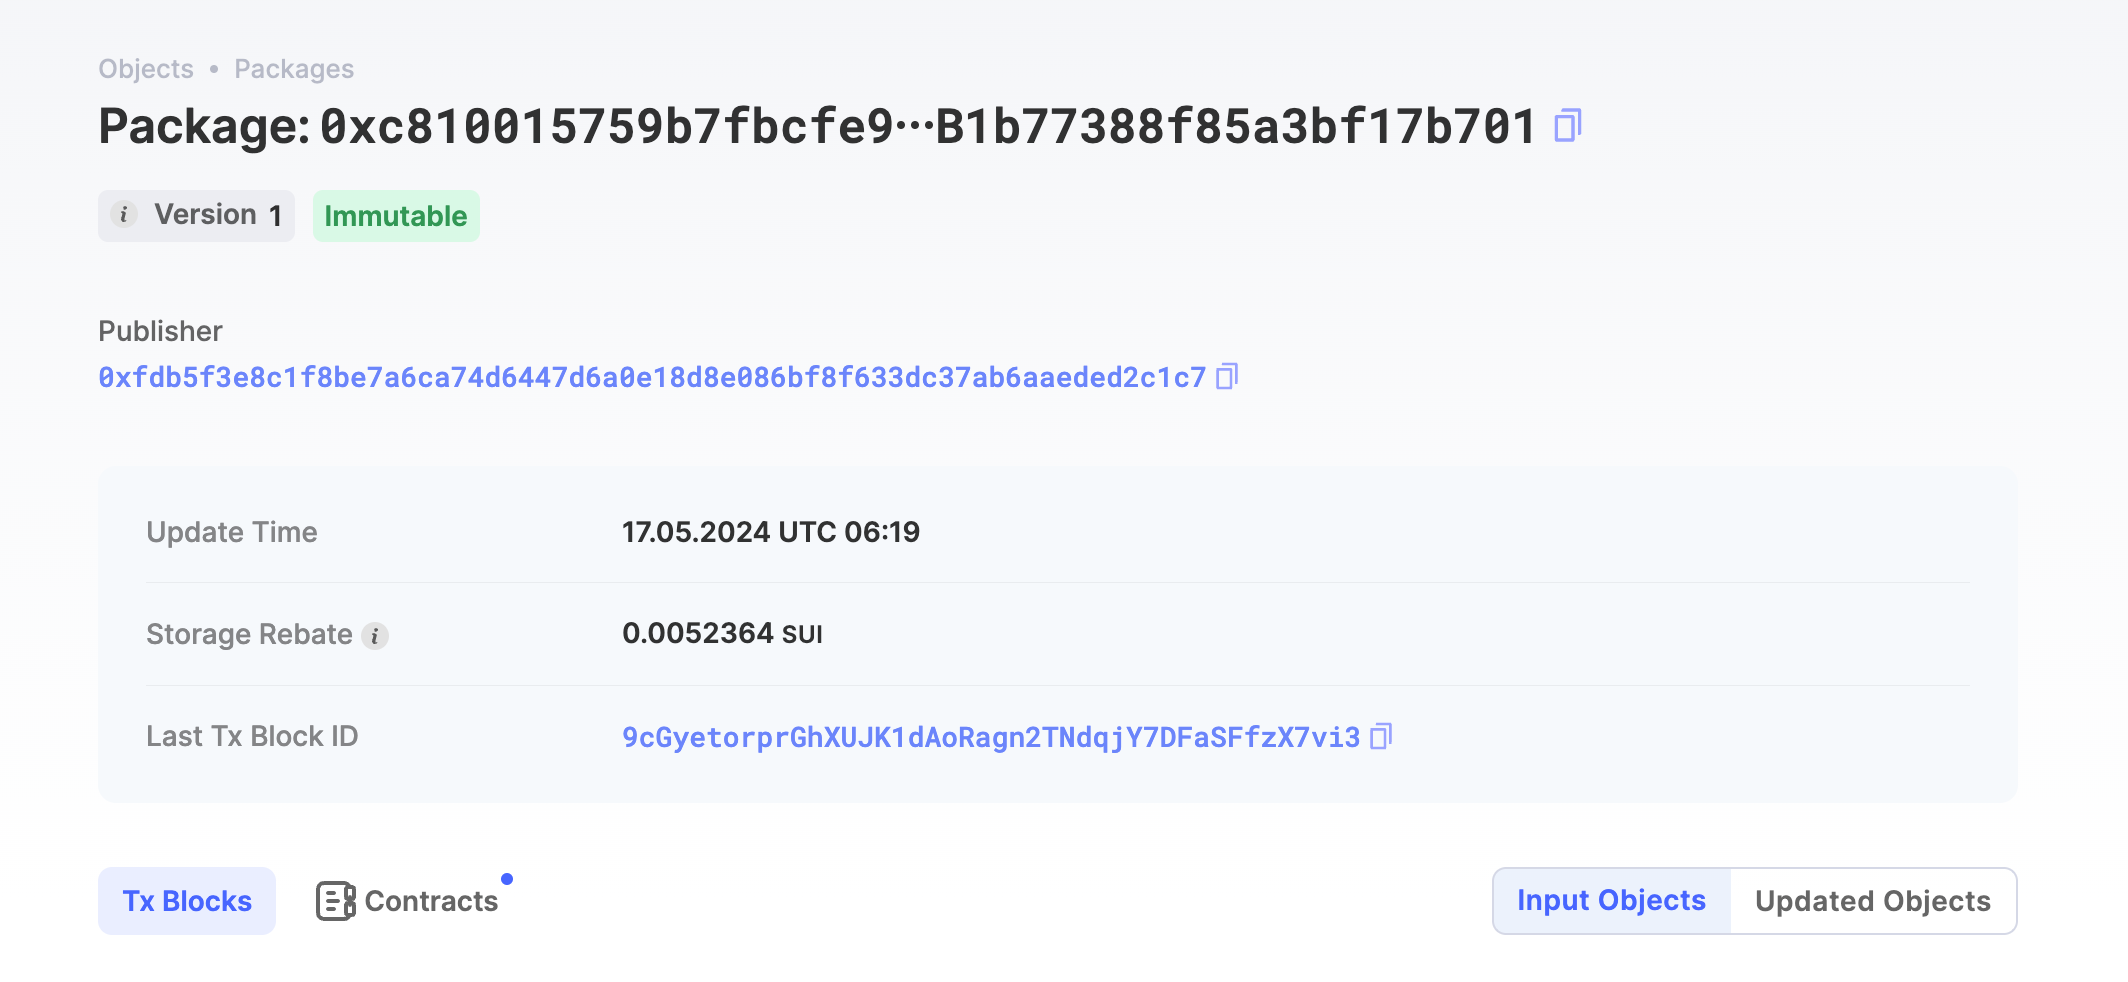 Objects • Packages
Package: 0xc810015759b7fbcfe9···B1b77388f85a3bf17b701
i Version 1 Immutable
Publisher
0xfdb5f3e8c1f8be7a6ca74d6447d6a0e18d8e086bf8f633dc37ab6aaeded2c1c7
Update Time 17.05.2024 UTC 06:19
Storage Rebate i 0.0052364 SUI
Last Tx Block ID 9cGyetorprGhXUJK1dAoRagn2TNdqjY7DFaSFfzX7vi3
Tx Blocks Contracts Input Objects Updated Objects